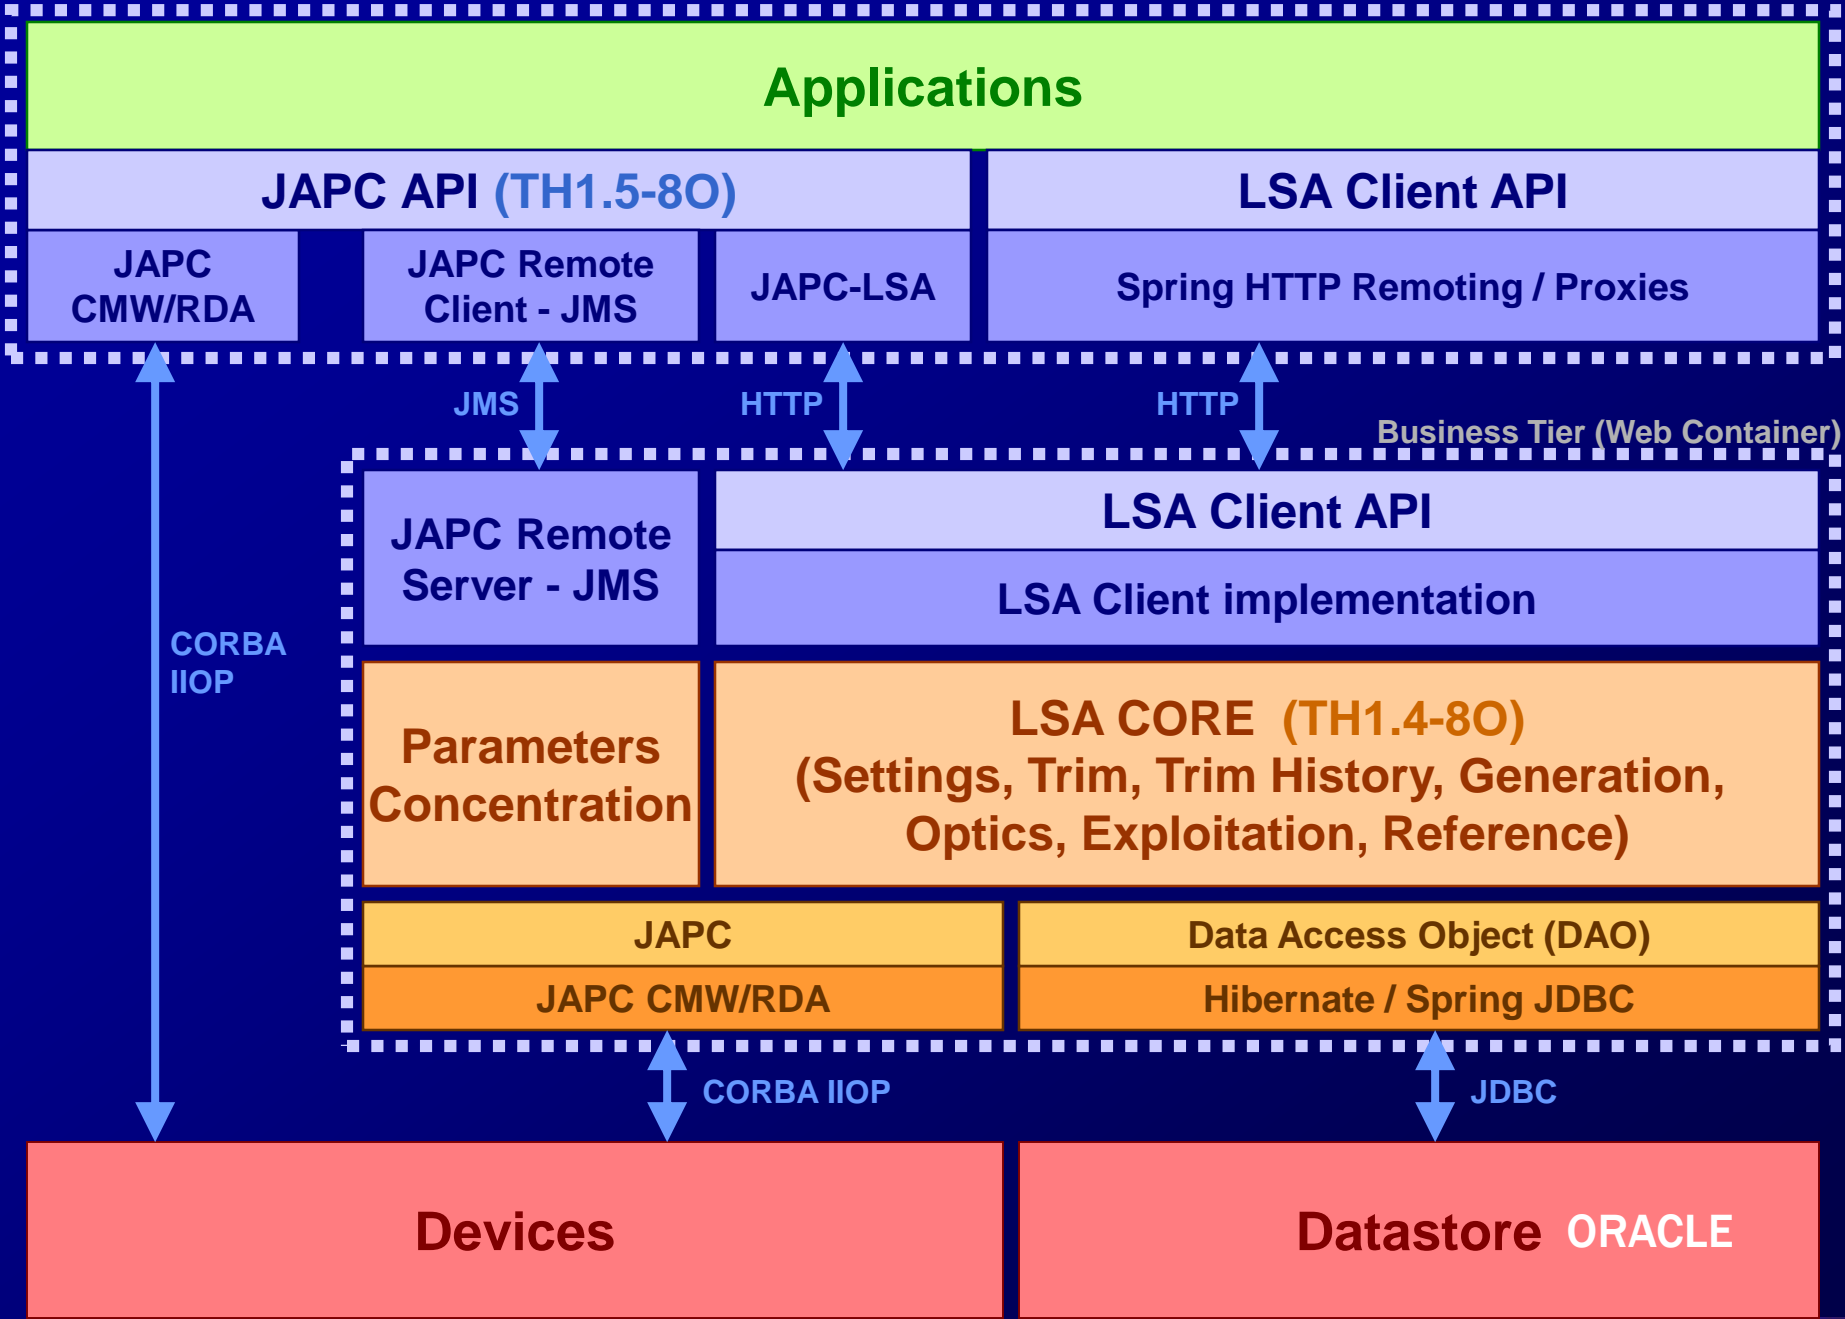 Applications
JAPC API (TH1.5-8O)
LSA Client API
JAPC
CMW/RDA
JAPC Remote
Client - JMS
JAPC-LSA
Spring HTTP Remoting / Proxies
JMS
HTTP
HTTP
Business Tier (Web Container)
JAPC Remote
Server - JMS
LSA Client API
LSA Client implementation
CORBA
IIOP
Parameters
Concentration
LSA CORE (TH1.4-8O)
(Settings, Trim, Trim History, Generation,
Optics, Exploitation, Reference)
JAPC
Data Access Object (DAO)
JAPC CMW/RDA
Hibernate / Spring JDBC
CORBA IIOP
JDBC
Devices
Datastore ORACLE